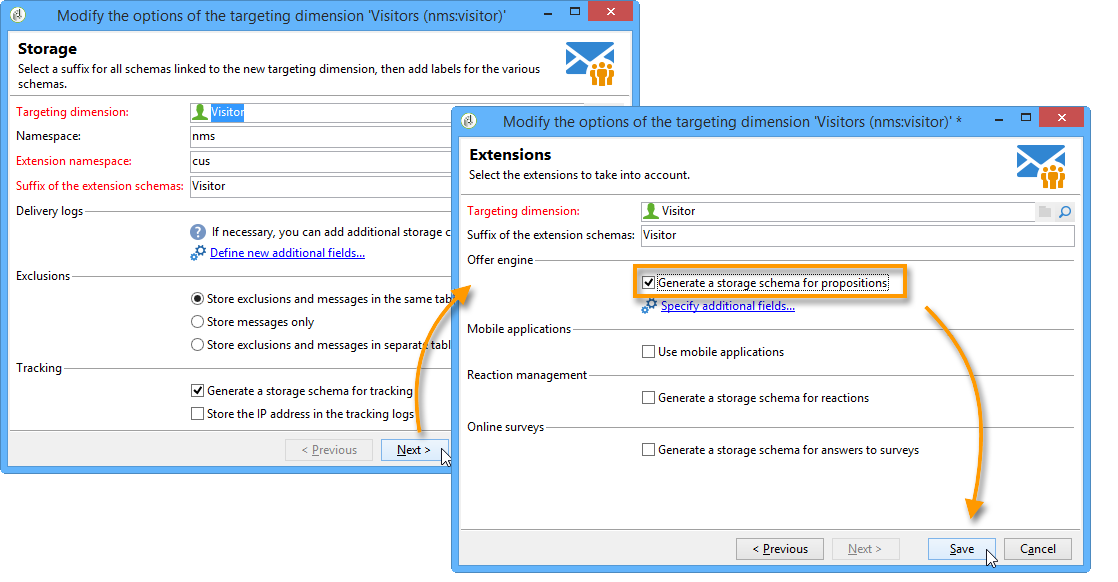 Modify the options of the targeting dimension 'Visitors (nms:visitor)'
Storage
Select a suffix for all schemas linked to the new targeting dimension, then add labels for the various
schemas.
Targeting dimension:
Visitor
Namespace:
nms
Extension namespace:
cus
Suffix of the extension schemas:
Visitor
Delivery logs
If necessary, you can add additional storage c
Define new additional fields...
Exclusions
Store exclusions and messages in the same tab
Store messages only
Store exclusions and messages in separate tabl
Tracking
Generate a storage schema for tracking
Store the IP address in the tracking logs
< Previous
Next >
Modify the options of the targeting dimension 'Visitors (nms:visitor)' *
Extensions
Select the extensions to take into account.
Targeting dimension:
Visitor
Suffix of the extension schemas:
Visitor
Offer engine
Generate a storage schema for propositions
Specify additional fields...
Mobile applications
Use mobile applications
Reaction management
Generate a storage schema for reactions
Online surveys
Generate a storage schema for answers to surveys
< Previous
Next >
Save
Cancel